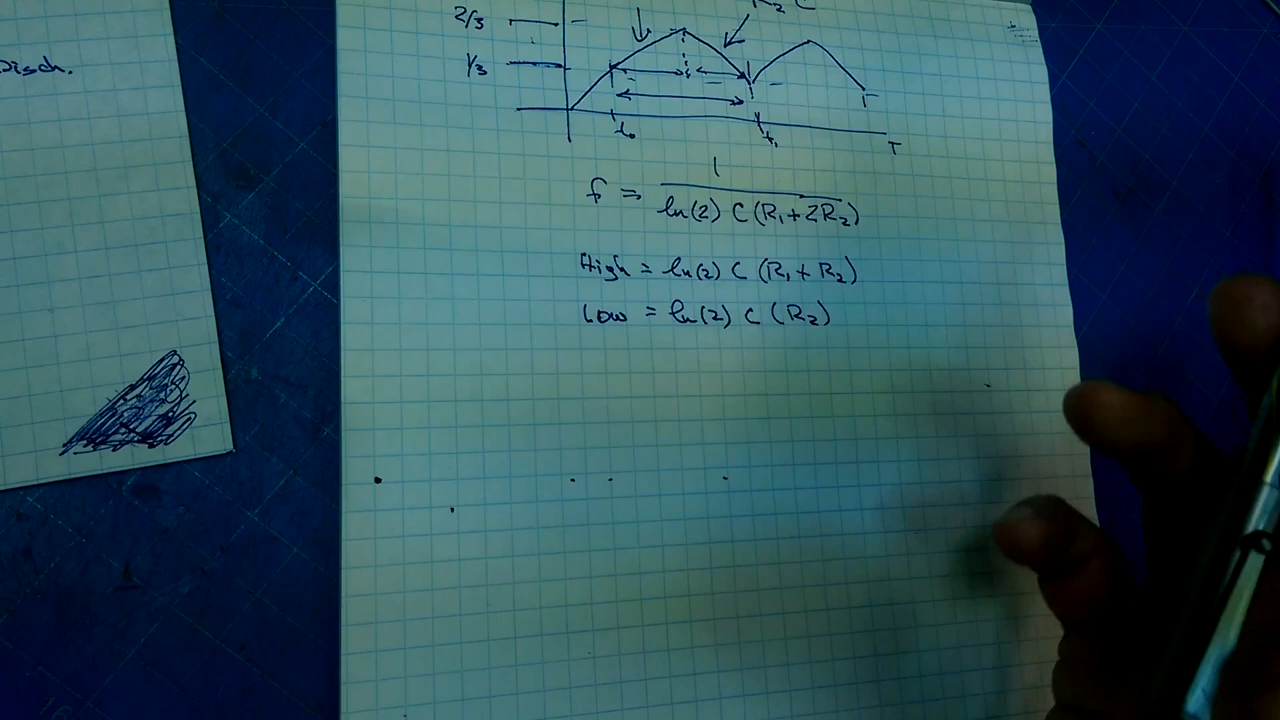 R₂ C
2/3
Disch.
1/3
t₀ t₁ T
f = 1 / ln(2) C (R₁ + 2R₂)
High = ln(2) C (R₁ + R₂)
Low = ln(2) C (R₂)